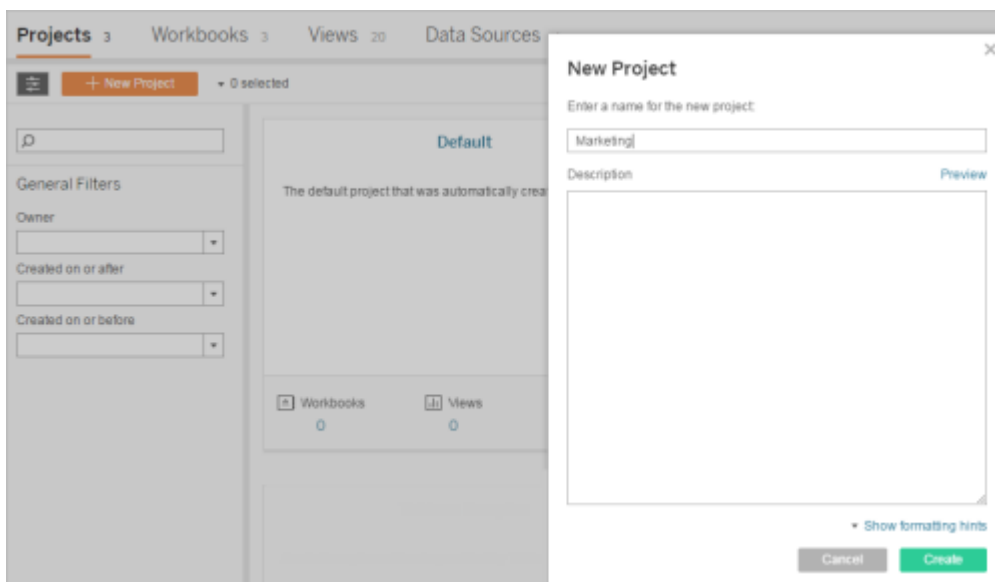 Projects 3 Workbooks 3 Views 20 Data Sources
+ New Project 0 selected
General Filters
Owner
Created on or after
Created on or before
Default
The default project that was automatically crea
Workbooks Views
0 0
New Project
Enter a name for the new project:
Marketing
Description Preview
Show formatting hints
Cancel Create